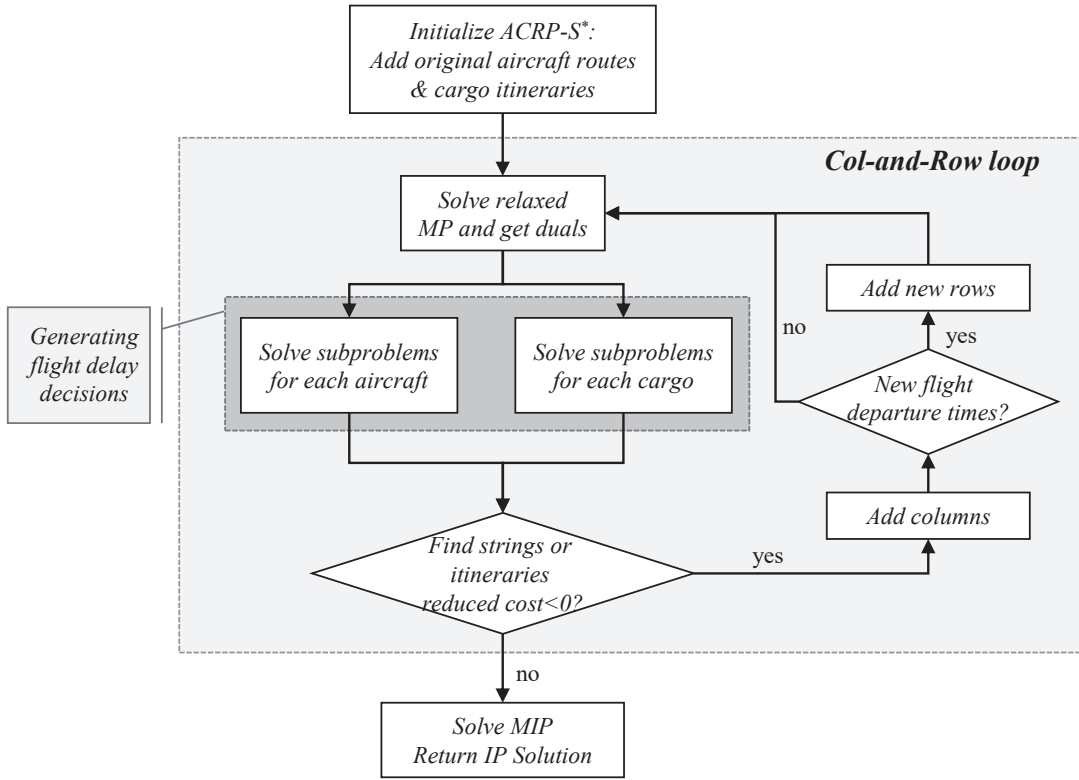 Initialize ACRP-S*:
Add original aircraft routes
& cargo itineraries
Col-and-Row loop
Solve relaxed
MP and get duals
Add new rows
Generating
flight delay
decisions
Solve subproblems
for each aircraft
Solve subproblems
for each cargo
no
yes
New flight
departure times?
Add columns
Find strings or
itineraries
reduced cost<0?
yes
no
Solve MIP
Return IP Solution